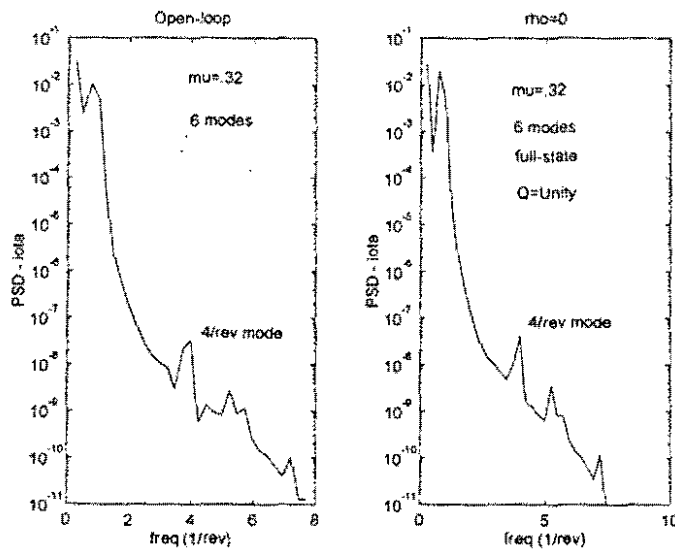 Open-loop
10^-1
10^-2
10^-3
10^-4
10^-5
10^-6
10^-7
10^-8
10^-9
10^-10
10^-11
PSD - iota
mu=.32
6 modes
4/rev mode
0 2 4 6 8
freq (1/rev)
rho=0
10^-1
10^-2
10^-3
10^-4
10^-5
10^-6
10^-7
10^-8
10^-9
10^-10
10^-11
PSD - iota
mu=.32
6 modes
full-state
Q=Unity
4/rev mode
0 5 10
freq (1/rev)